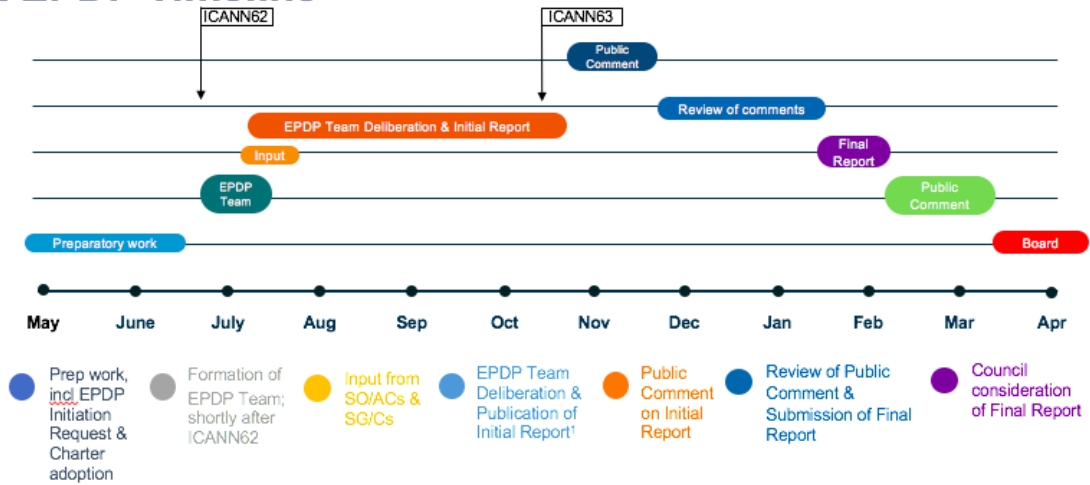 ICANN62
ICANN63
Public
Comment
Review of comments
EPDP Team Deliberation & Initial Report
Final
Report
Input
EPDP
Team
Public
Comment
Preparatory work
Board
May
June
July
Aug
Sep
Oct
Nov
Dec
Jan
Feb
Mar
Apr
Prep work,
incl EPDP
Initiation
Request &
Charter
adoption
Formation of
EPDP Team;
shortly after
ICANN62
Input from
SO/ACs &
SG/Cs
EPDP Team
Deliberation &
Publication of
Initial Report¹
Public
Comment
on Initial
Report
Review of Public
Comment &
Submission of Final
Report
Council
consideration
of Final Report